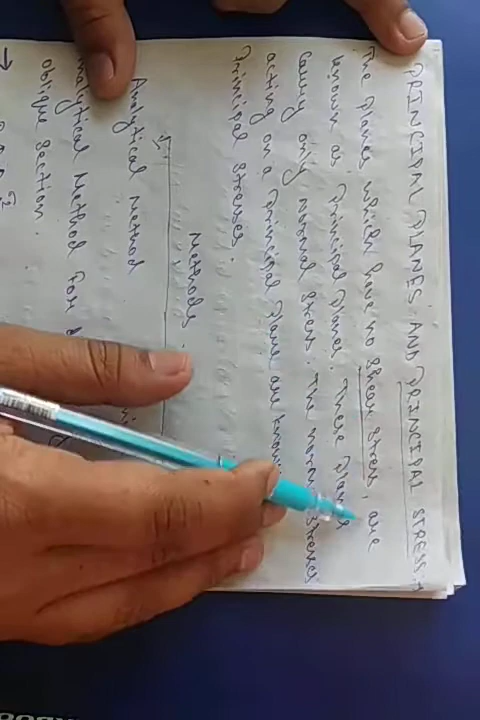 PRINCIPAL PLANES AND PRINCIPAL STRESS
The planes which have no shear stress, are
known as Principal planes. These planes
carry only normal stress. The normal stresses
acting on a principal plane are known
Principal stresses.
Methods.
Analytical method
Analytical Method for
oblique section.